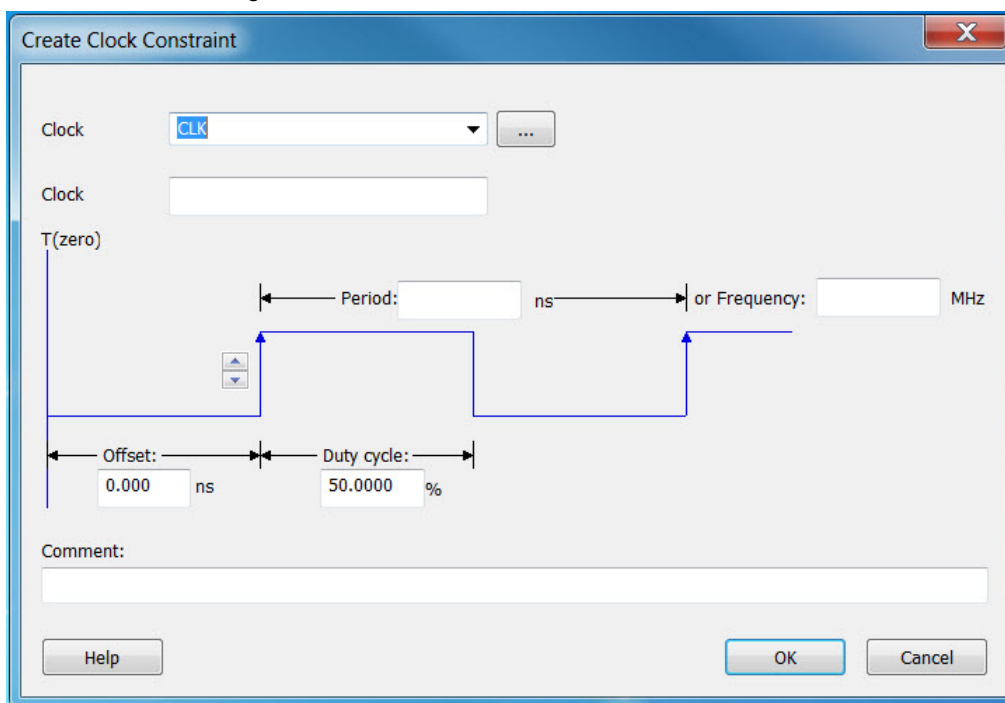 Create Clock Constraint
X
Clock CLK ...
Clock
T(zero)
Period: ns or Frequency: MHz
Offset: Duty cycle:
0.000 ns 50.0000 %
Comment:
Help OK Cancel